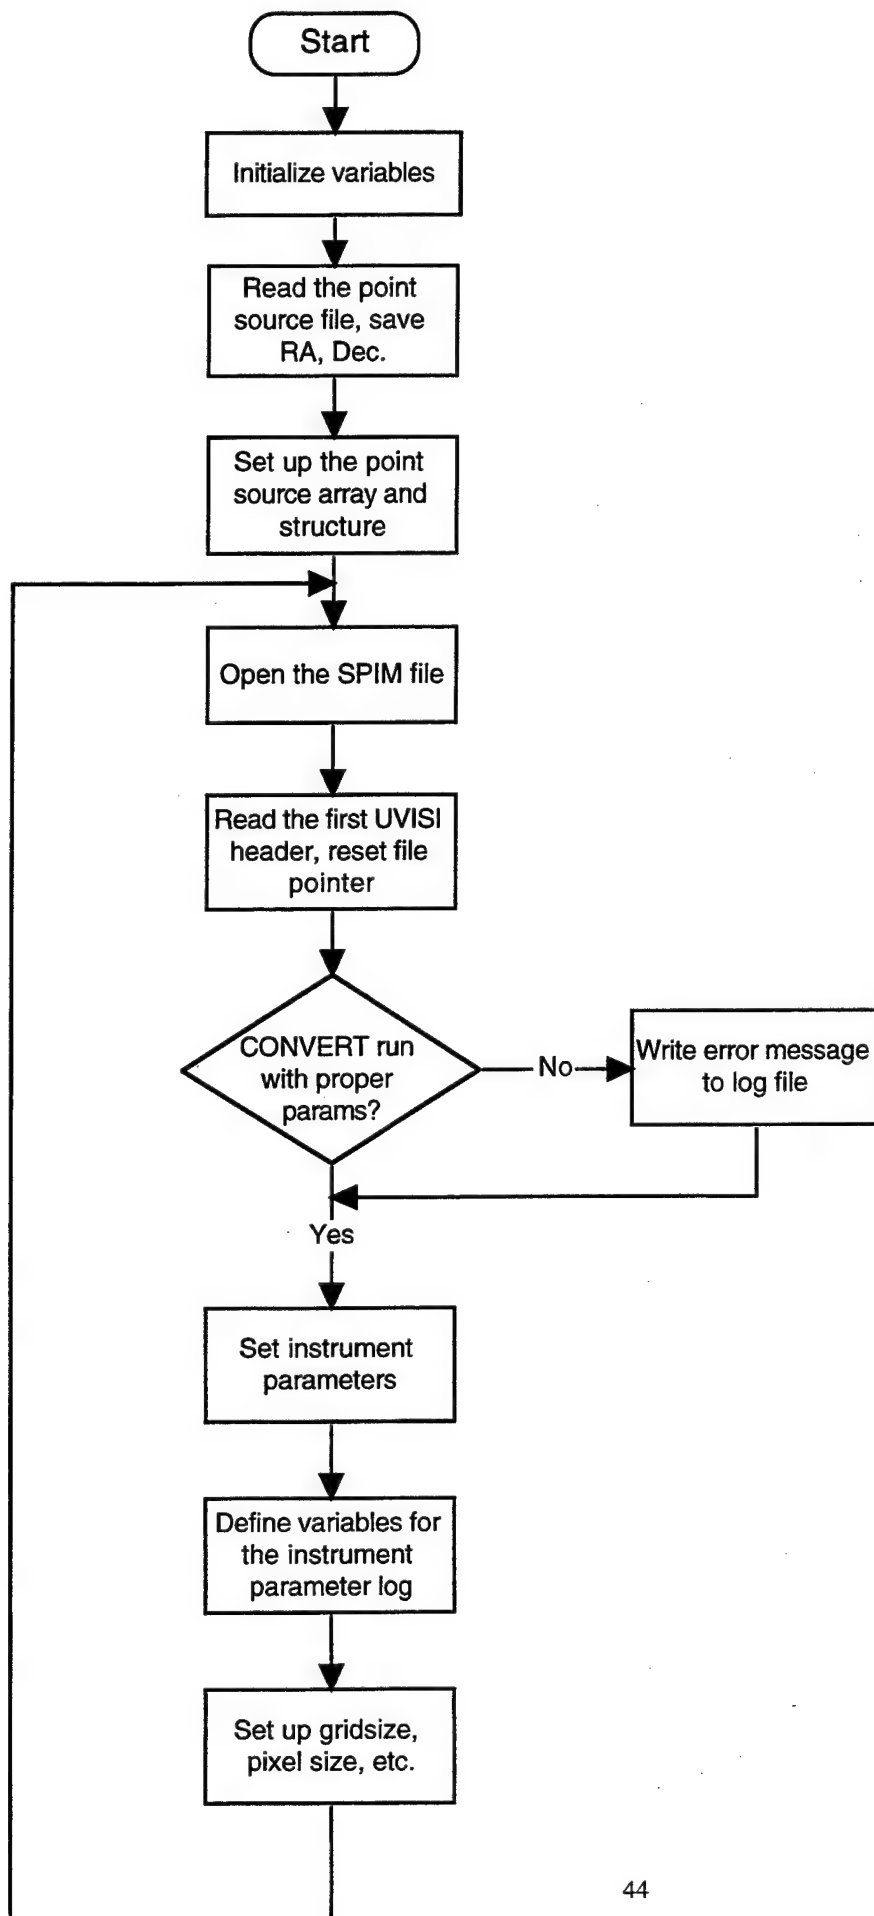 Start
Initialize variables
Read the point
source file, save
RA, Dec.
Set up the point
source array and
structure
Open the SPIM file
Read the first UVISI
header, reset file
pointer
CONVERT run
with proper
params?
No
Write error message
to log file
Yes
Set instrument
parameters
Define variables for
the instrument
parameter log
Set up gridsize,
pixel size, etc.
44